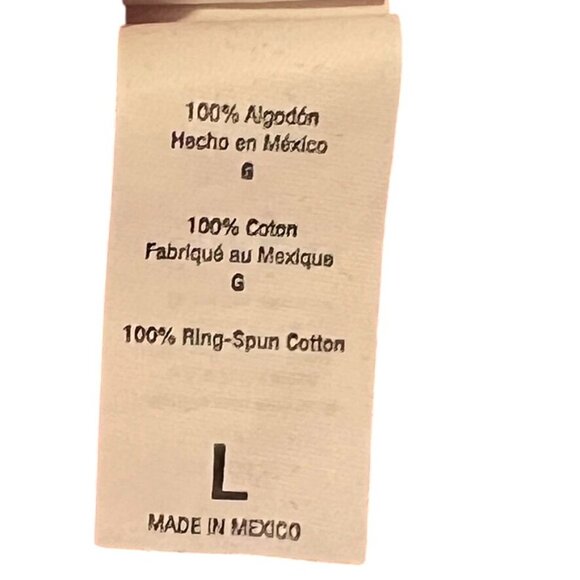 100% Algodón
Hecho en México
G
100% Coton
Fabriqué au Mexique
G
100% Ring-Spun Cotton
L
MADE IN MEXICO